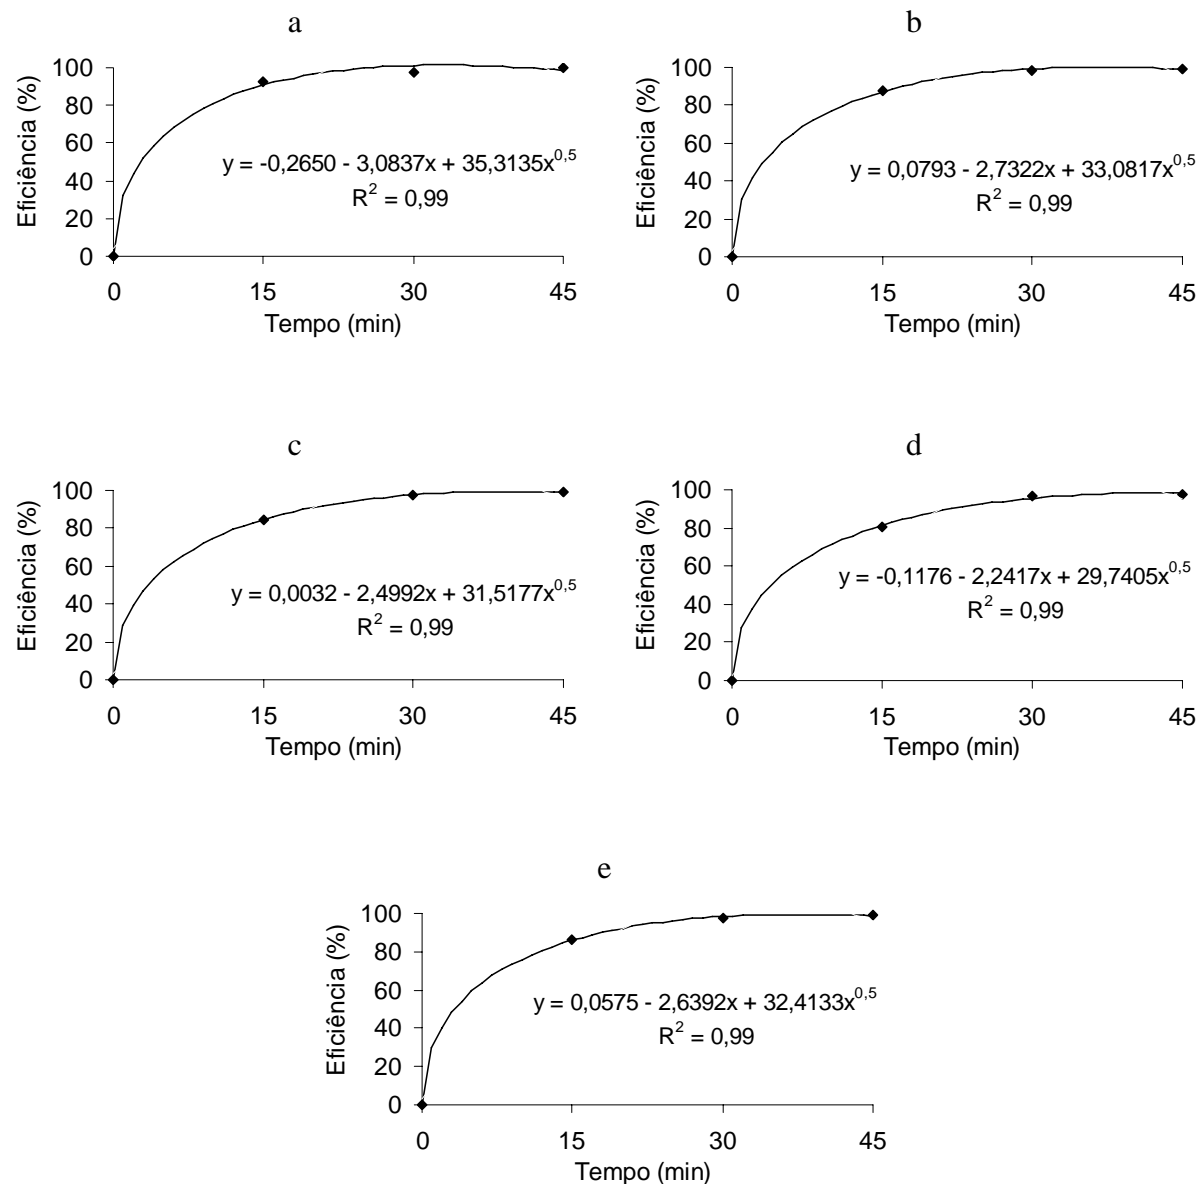 a
100
80
60
40
20
0
Eficiência (%)
y = -0,2650 - 3,0837x + 35,3135x^0,5
R² = 0,99
0 15 30 45
Tempo (min)
b
100
80
60
40
20
0
Eficiência (%)
y = 0,0793 - 2,7322x + 33,0817x^0,5
R² = 0,99
0 15 30 45
Tempo (min)
c
100
80
60
40
20
0
Eficiência (%)
y = 0,0032 - 2,4992x + 31,5177x^0,5
R² = 0,99
0 15 30 45
Tempo (min)
d
100
80
60
40
20
0
Eficiência (%)
y = -0,1176 - 2,2417x + 29,7405x^0,5
R² = 0,99
0 15 30 45
Tempo (min)
e
100
80
60
40
20
0
Eficiência (%)
y = 0,0575 - 2,6392x + 32,4133x^0,5
R² = 0,99
0 15 30 45
Tempo (min)